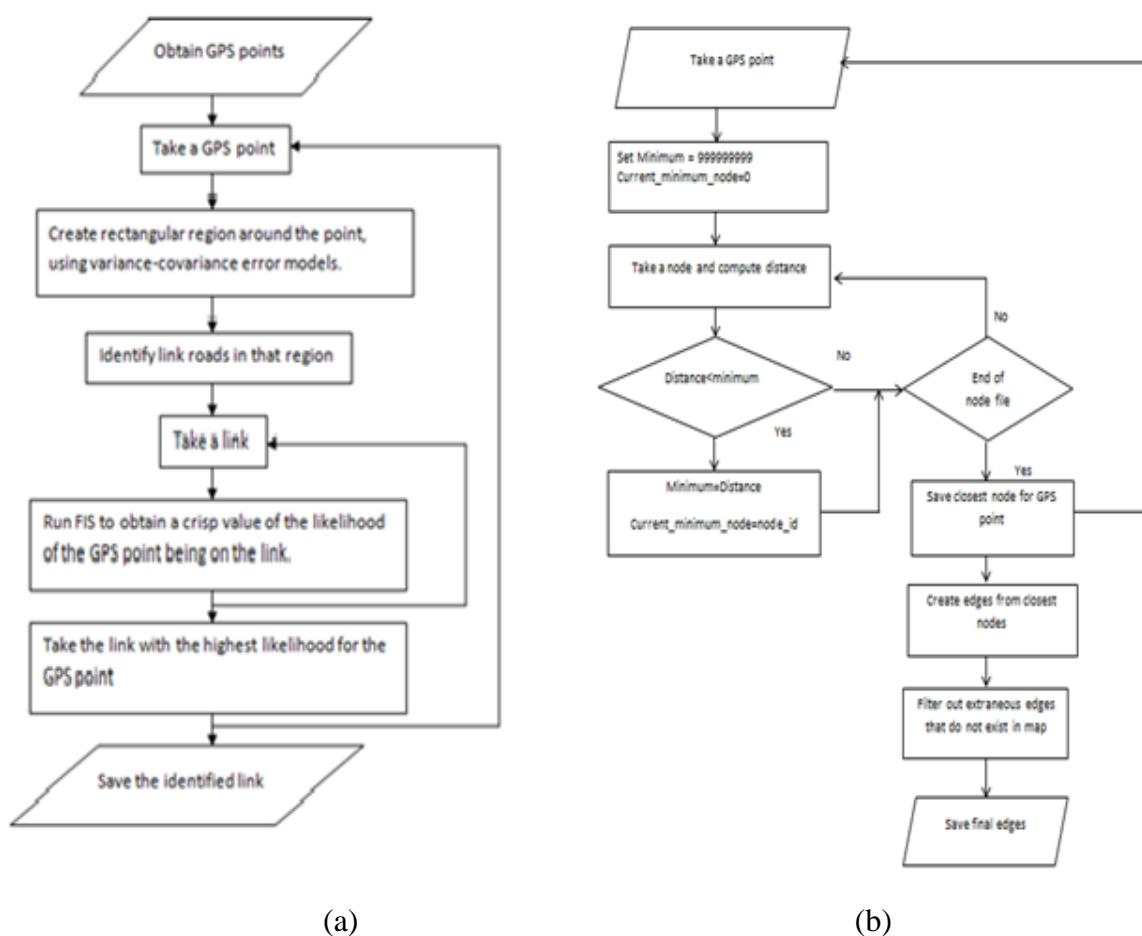 Obtain GPS points
Take a GPS point
Create rectangular region around the point,
using variance-covariance error models.
Identify link roads in that region
Take a link
Run FIS to obtain a crisp value of the likelihood
of the GPS point being on the link.
Take the link with the highest likelihood for the
GPS point
Save the identified link
(a)
Take a GPS point
Set Minimum = 999999999
Current_minimum_node=0
Take a node and compute distance
No
Distance<minimum
No
End of
node file
Yes
Yes
Minimum=Distance
Current_minimum_node=node_id
Save closest node for GPS
point
Create edges from closest
nodes
Filter out extraneous edges
that do not exist in map
Save final edges
(b)